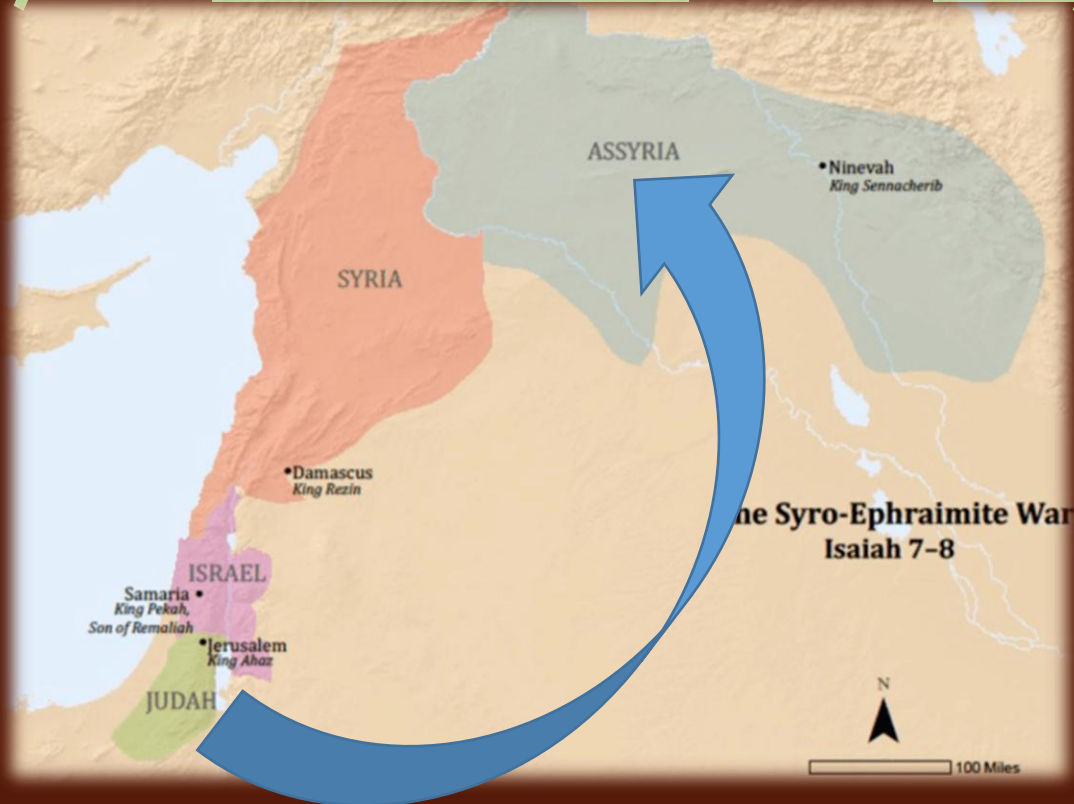 ASSYRIA
Ninevah
King Sennacherib
SYRIA
Damascus
King Rezin
he Syro-Ephraimite War
Isaiah 7–8
ISRAEL
Samaria
King Pekah,
Son of Remaliah
Jerusalem
King Ahaz
JUDAH
N
100 Miles